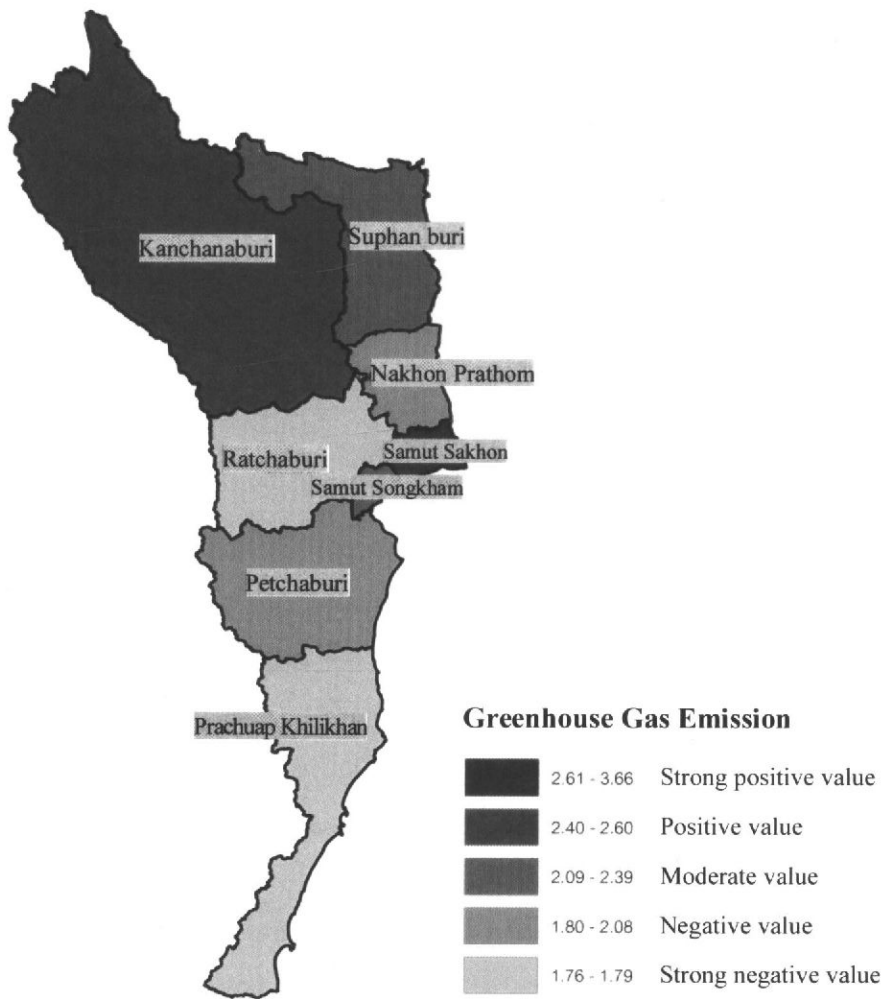 Suphan buri
Kanchanaburi
Nakhon Prathom
Samut Sakhon
Ratchaburi
Samut Songkham
Petchaburi
Prachuap Khilikhan
Greenhouse Gas Emission
2.61 - 3.66 Strong positive value
2.40 - 2.60 Positive value
2.09 - 2.39 Moderate value
1.80 - 2.08 Negative value
1.76 - 1.79 Strong negative value